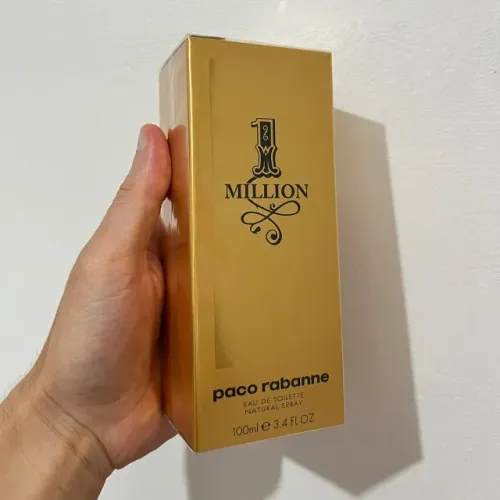 1
MILLION
paco rabanne
EAU DE TOILETTE
NATURAL SPRAY
100ml e 3.4 fl. OZ